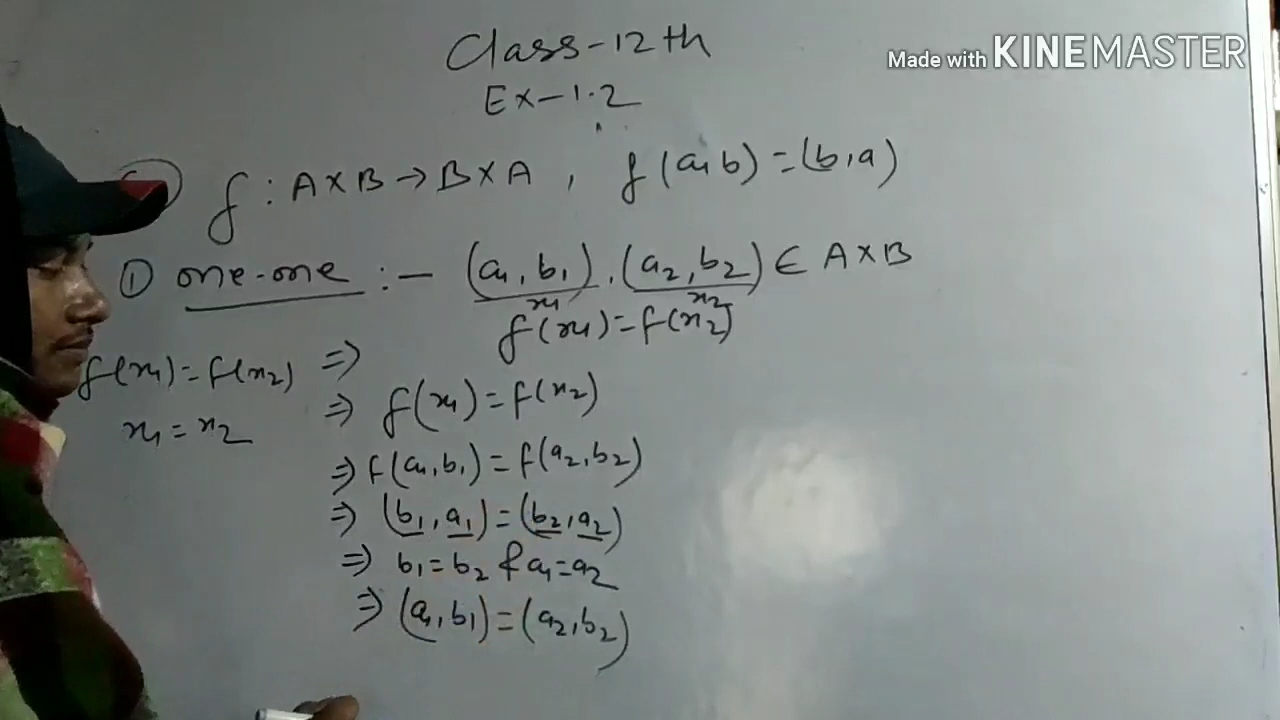 Class-12th
Made with KINEMASTER
Ex-1.2
f : A×B → B×A , f(a,b) = (b,a)
① one-one :- (a₁,b₁), (a₂,b₂) ∈ A×B
x₁ x₂
f(x₁) = f(x₂)
f(x₁) = f(x₂) ⇒
x₁ = x₂ ⇒ f(x₁) = f(x₂)
⇒ f(a₁,b₁) = f(a₂,b₂)
⇒ (b₁,a₁) = (b₂,a₂)
⇒ b₁=b₂ & a₁=a₂
⇒ (a₁,b₁) = (a₂,b₂)